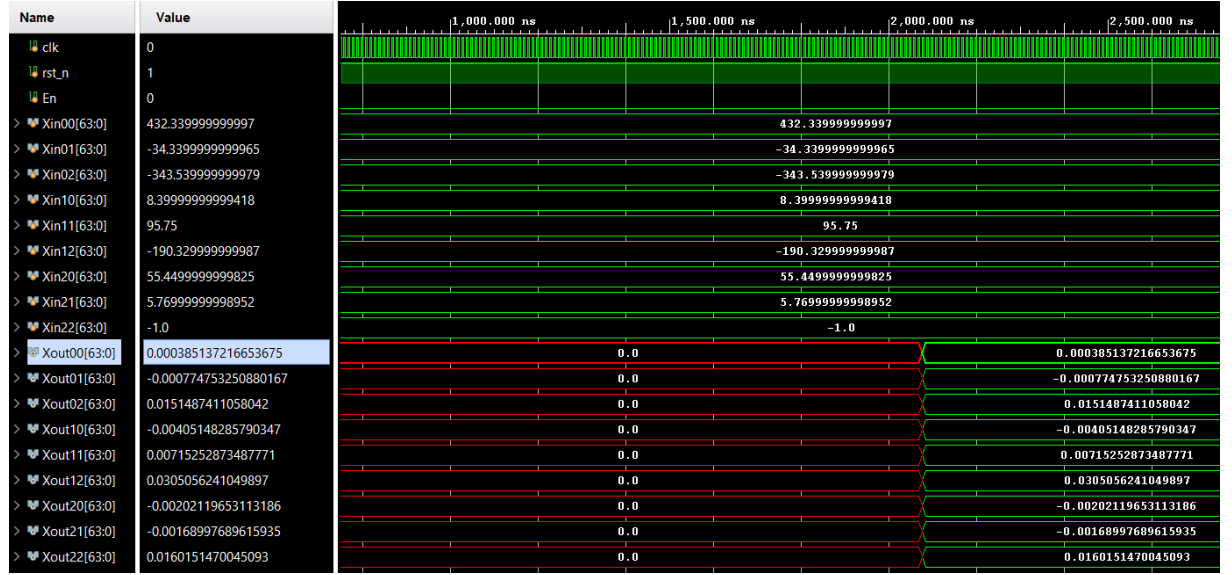 Name Value 1,000.000 ns 1,500.000 ns 2,000.000 ns 2,500.000 ns
clk 0
rst_n 1
En 0
Xin00[63:0] 432.339999999997 432.339999999997
Xin01[63:0] -34.3399999999965 -34.3399999999965
Xin02[63:0] -343.539999999979 -343.539999999979
Xin10[63:0] 8.39999999999418 8.39999999999418
Xin11[63:0] 95.75 95.75
Xin12[63:0] -190.329999999987 -190.329999999987
Xin20[63:0] 55.4499999999825 55.4499999999825
Xin21[63:0] 5.76999999998952 5.76999999998952
Xin22[63:0] -1.0 -1.0
Xout00[63:0] 0.000385137216653675 0.0 0.000385137216653675
Xout01[63:0] -0.000774753250880167 0.0 -0.000774753250880167
Xout02[63:0] 0.0151487411058042 0.0 0.0151487411058042
Xout10[63:0] -0.00405148285790347 0.0 -0.00405148285790347
Xout11[63:0] 0.00715252873487771 0.0 0.00715252873487771
Xout12[63:0] 0.0305056241049897 0.0 0.0305056241049897
Xout20[63:0] -0.00202119653113186 0.0 -0.00202119653113186
Xout21[63:0] -0.00168997689615935 0.0 -0.00168997689615935
Xout22[63:0] 0.0160151470045093 0.0 0.0160151470045093